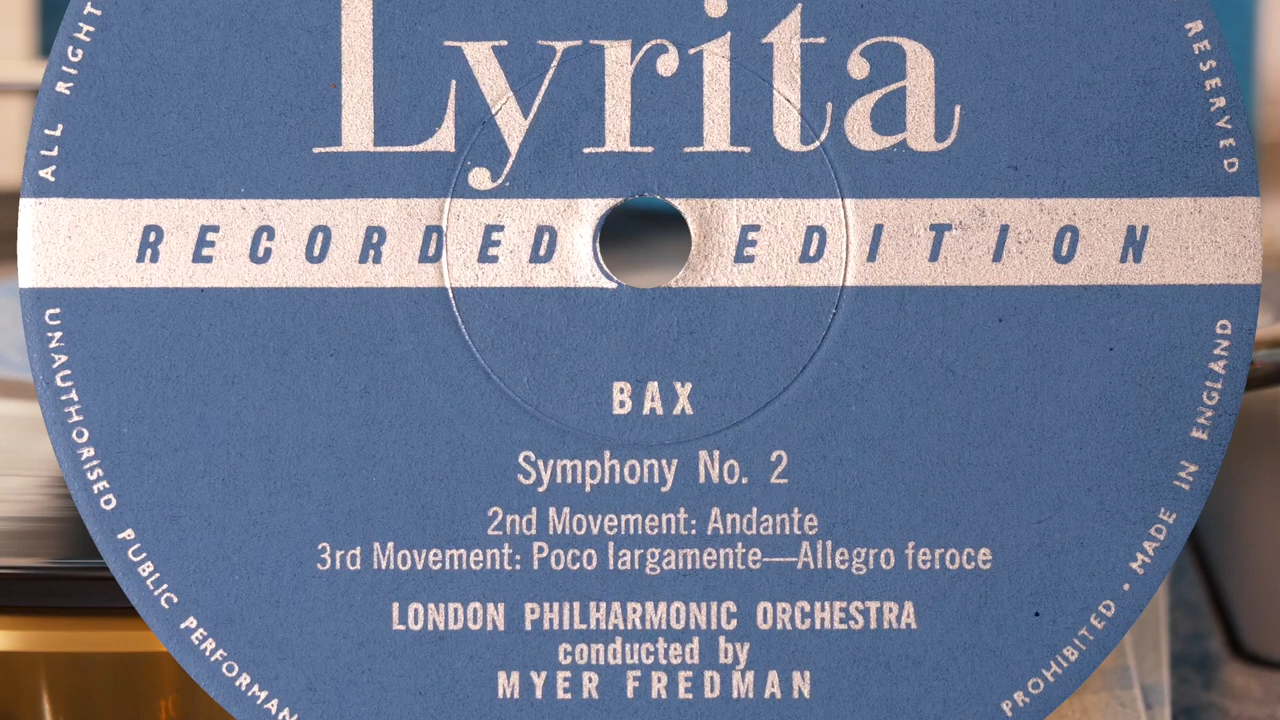 Lyrita
ALL RIGHT
RESERVED
RECORDED EDITION
BAX
Symphony No. 2
2nd Movement: Andante
3rd Movement: Poco largamente—Allegro feroce
LONDON PHILHARMONIC ORCHESTRA
conducted by
MYER FREDMAN
UNAUTHORISED PUBLIC PERFORMAN
PROHIBITED • MADE IN ENGLAND